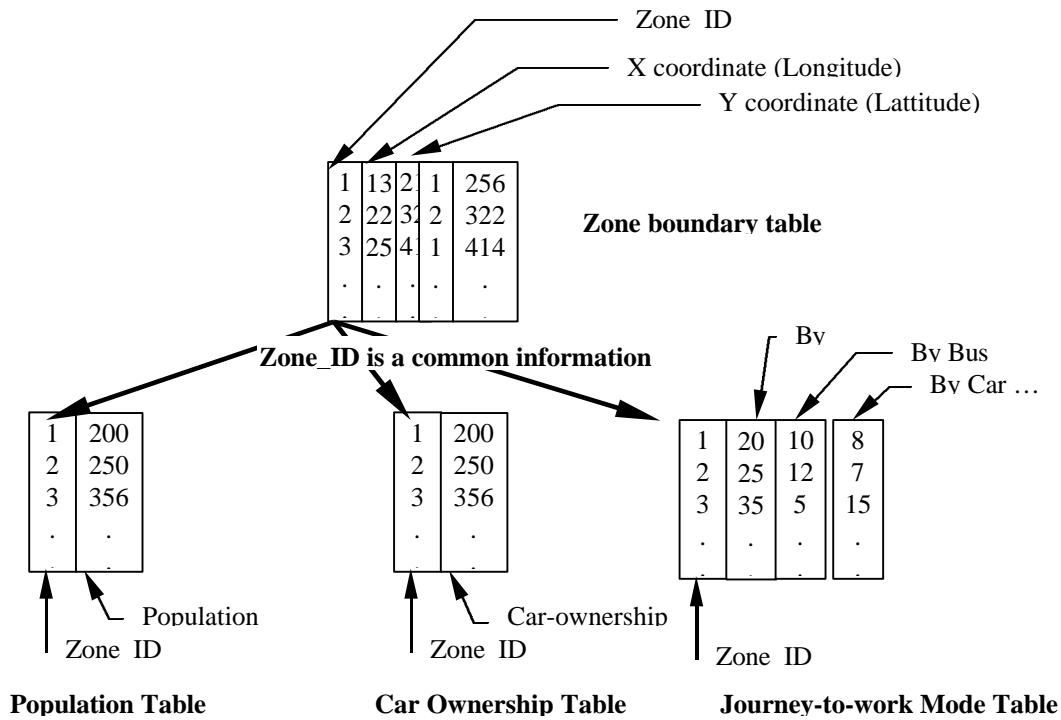 Zone ID
X coordinate (Longitude)
Y coordinate (Lattitude)
1 13 1 256
2 22 2 322
3 25 1 414
. . . . .
. . . . .
Zone boundary table
Zone_ID is a common information
By
By Bus
By Car …
1 200
2 250
3 356
. .
. .
Population
Zone ID
Population Table
1 200
2 250
3 356
. .
. .
Car-ownership
Zone ID
Car Ownership Table
1 20 10 8
2 25 12 7
3 35 5 15
. . . .
. . . .
Zone ID
Journey-to-work Mode Table